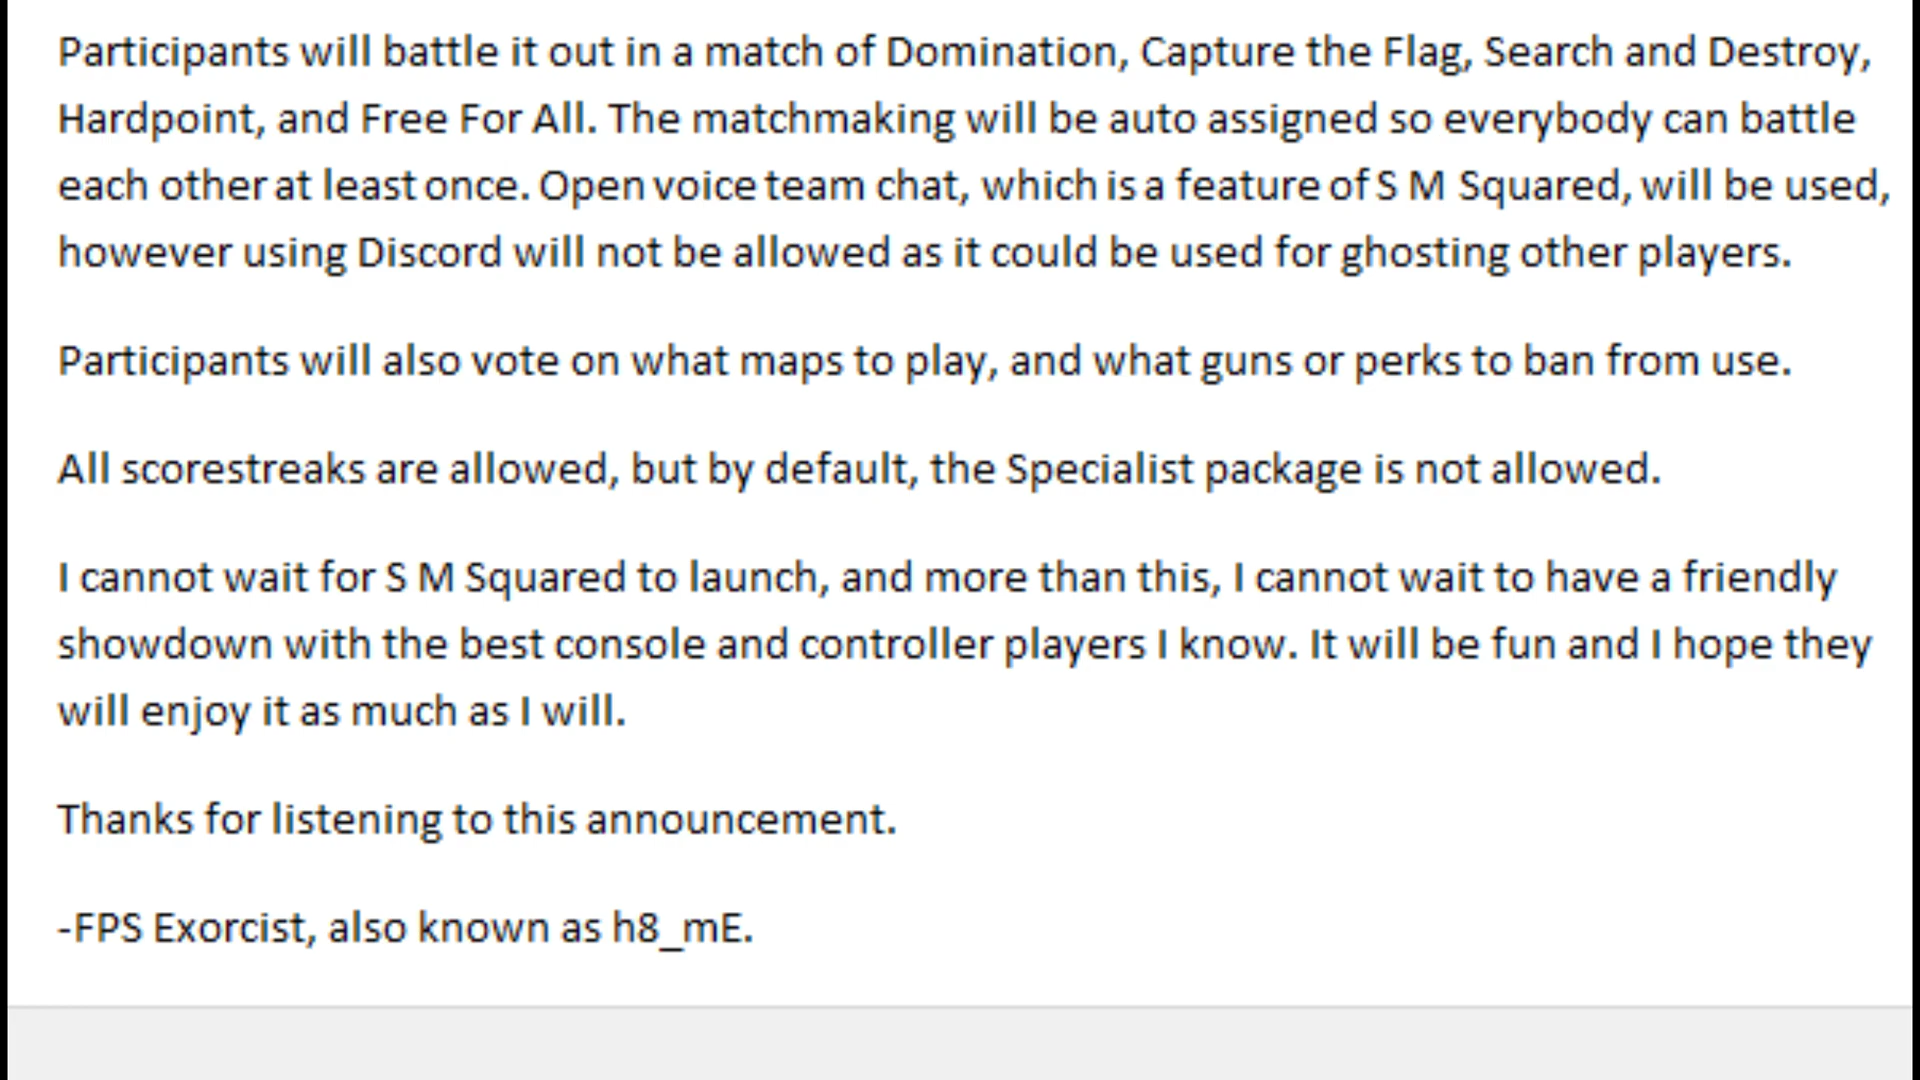 Participants will battle it out in a match of Domination, Capture the Flag, Search and Destroy,
Hardpoint, and Free For All. The matchmaking will be auto assigned so everybody can battle
each other at least once. Open voice team chat, which is a feature of S M Squared, will be used,
however using Discord will not be allowed as it could be used for ghosting other players.
Participants will also vote on what maps to play, and what guns or perks to ban from use.
All scorestreaks are allowed, but by default, the Specialist package is not allowed.
I cannot wait for S M Squared to launch, and more than this, I cannot wait to have a friendly
showdown with the best console and controller players I know. It will be fun and I hope they
will enjoy it as much as I will.
Thanks for listening to this announcement.
-FPS Exorcist, also known as h8_mE.